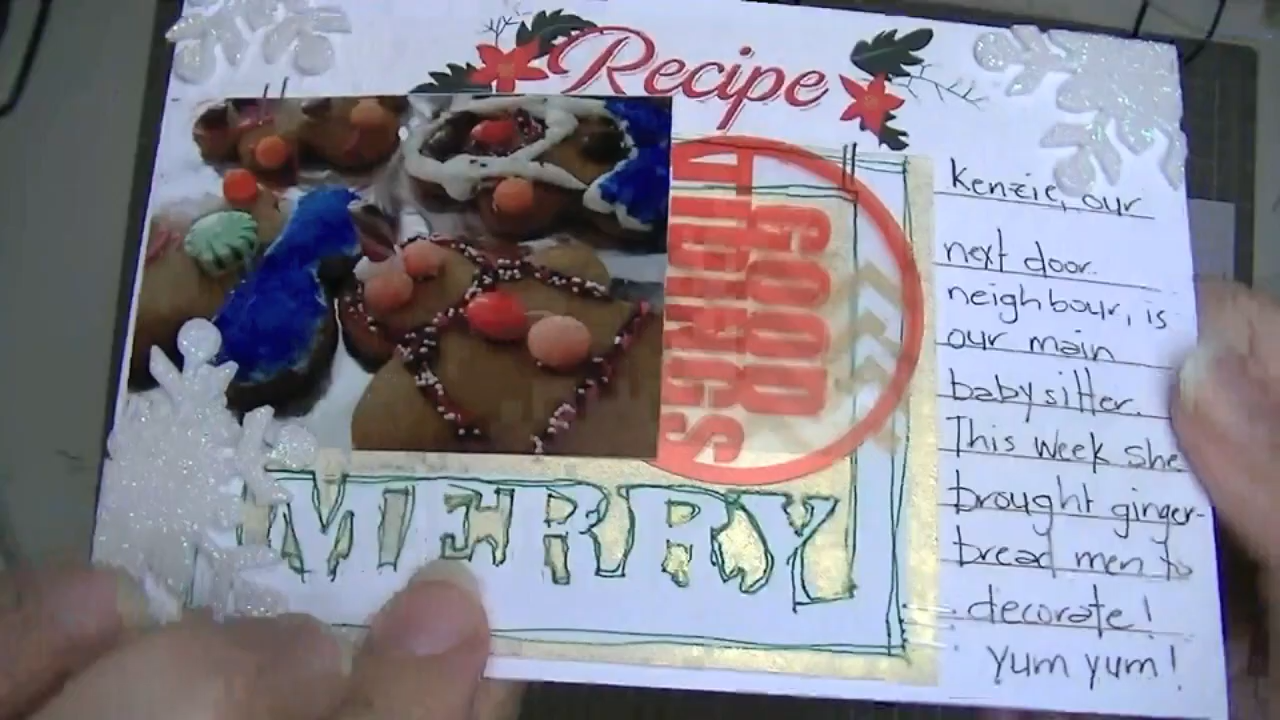 Recipe
GOOD
THINGS
MERRY
Kenzie, our
next door
neighbour, is
our main
babysitter.
This week she
brought ginger-
bread men to
decorate!
Yum yum!